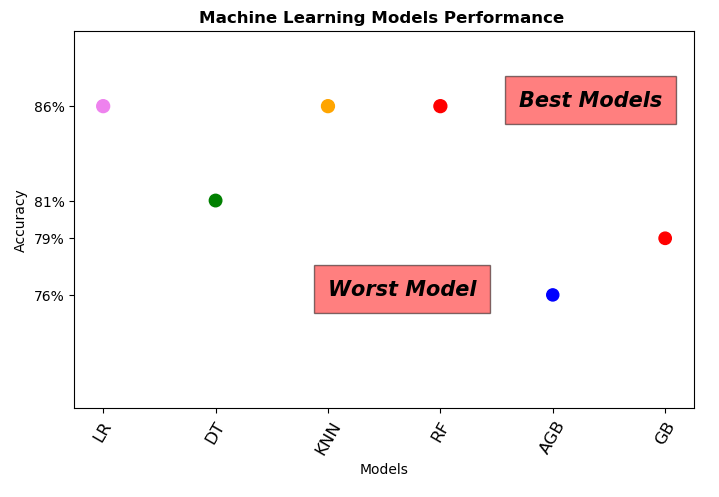 Machine Learning Models Performance
86%
Best Models
81%
79%
Worst Model
76%
Accuracy
LR
DT
KNN
RF
AGB
GB
Models